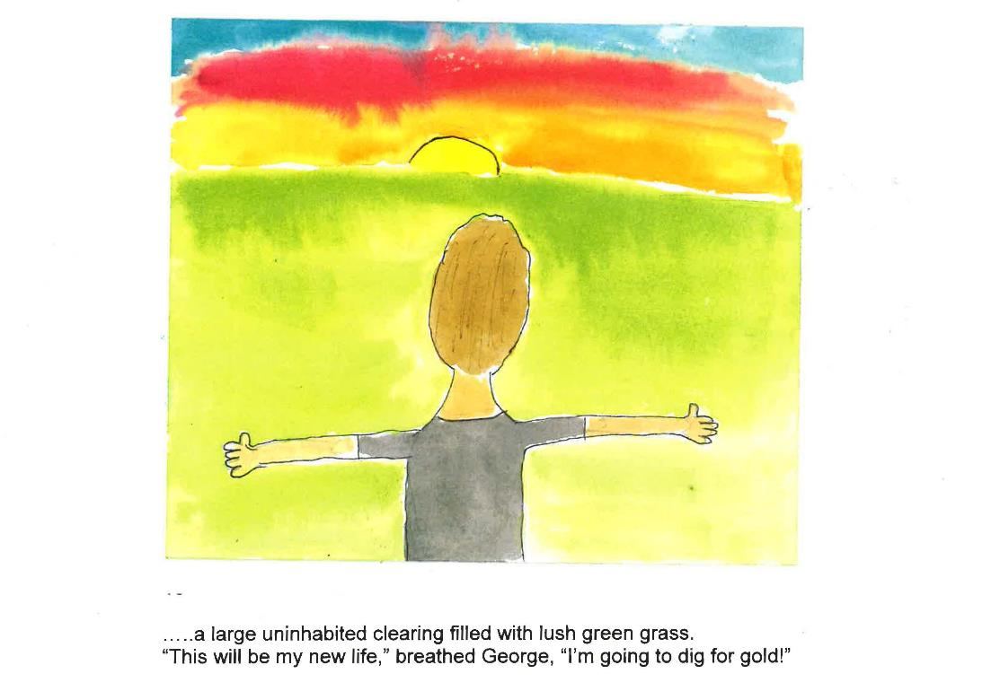 …..a large uninhabited clearing filled with lush green grass.
“This will be my new life,” breathed George, “I’m going to dig for gold!”